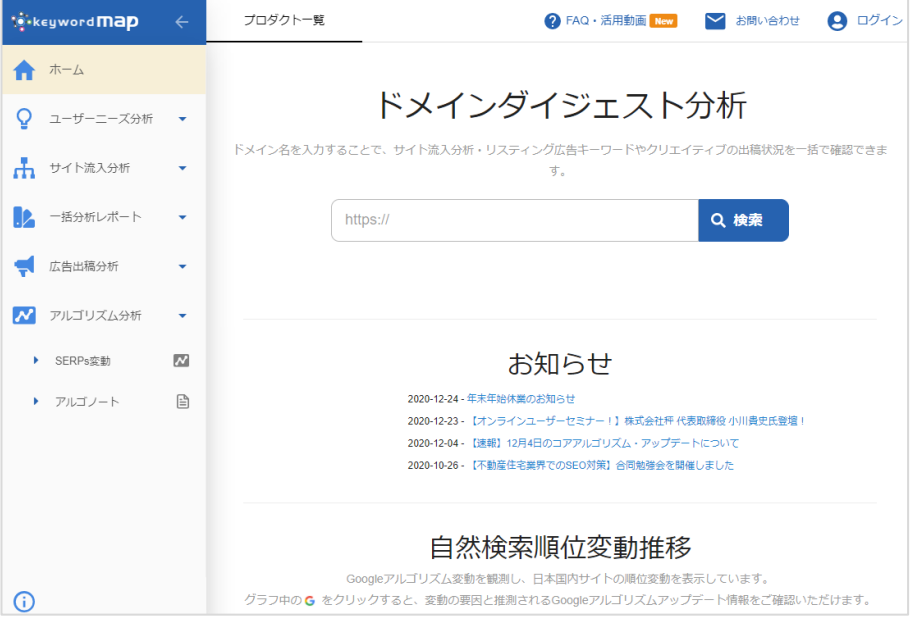 keywordmap
プロダクト一覧
FAQ・活用動画 New
お問い合わせ
ログイン
ホーム
ユーザーニーズ分析
サイト流入分析
一括分析レポート
広告出稿分析
アルゴリズム分析
SERPs変動
アルゴノート
ドメインダイジェスト分析
ドメイン名を入力することで、サイト流入分析・リスティング広告キーワードやクリエイティブの出稿状況を一括で確認できま
す。
https://
検索
お知らせ
2020-12-24 - 年末年始休業のお知らせ
2020-12-23 - 【オンラインユーザーセミナー！】株式会社秤 代表取締役 小川貴史氏登壇！
2020-12-04 - 【速報】12月4日のコアアルゴリズム・アップデートについて
2020-10-26 - 【不動産住宅業界でのSEO対策】合同勉強会を開催しました
自然検索順位変動推移
Googleアルゴリズム変動を観測し、日本国内サイトの順位変動を表示しています。
グラフ中の G をクリックすると、変動の要因と推測されるGoogleアルゴリズムアップデート情報をご確認いただけます。